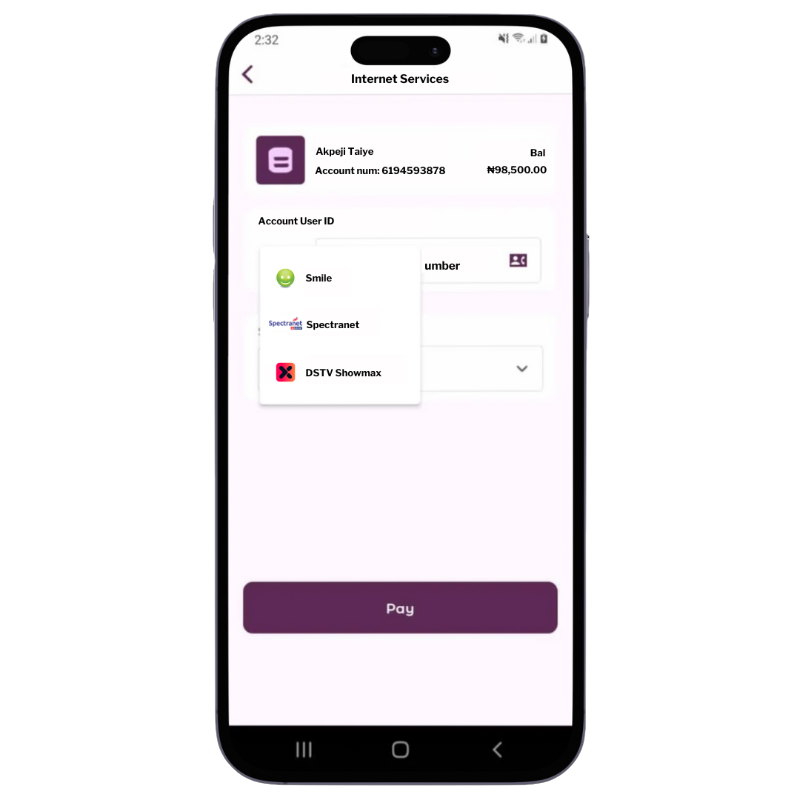 2:32
Internet Services
Akpeji Taiye
Bal
Account num: 6194593878
₦98,500.00
Account User ID
umber
Smile
Spectranet Spectranet
DSTV Showmax
Pay